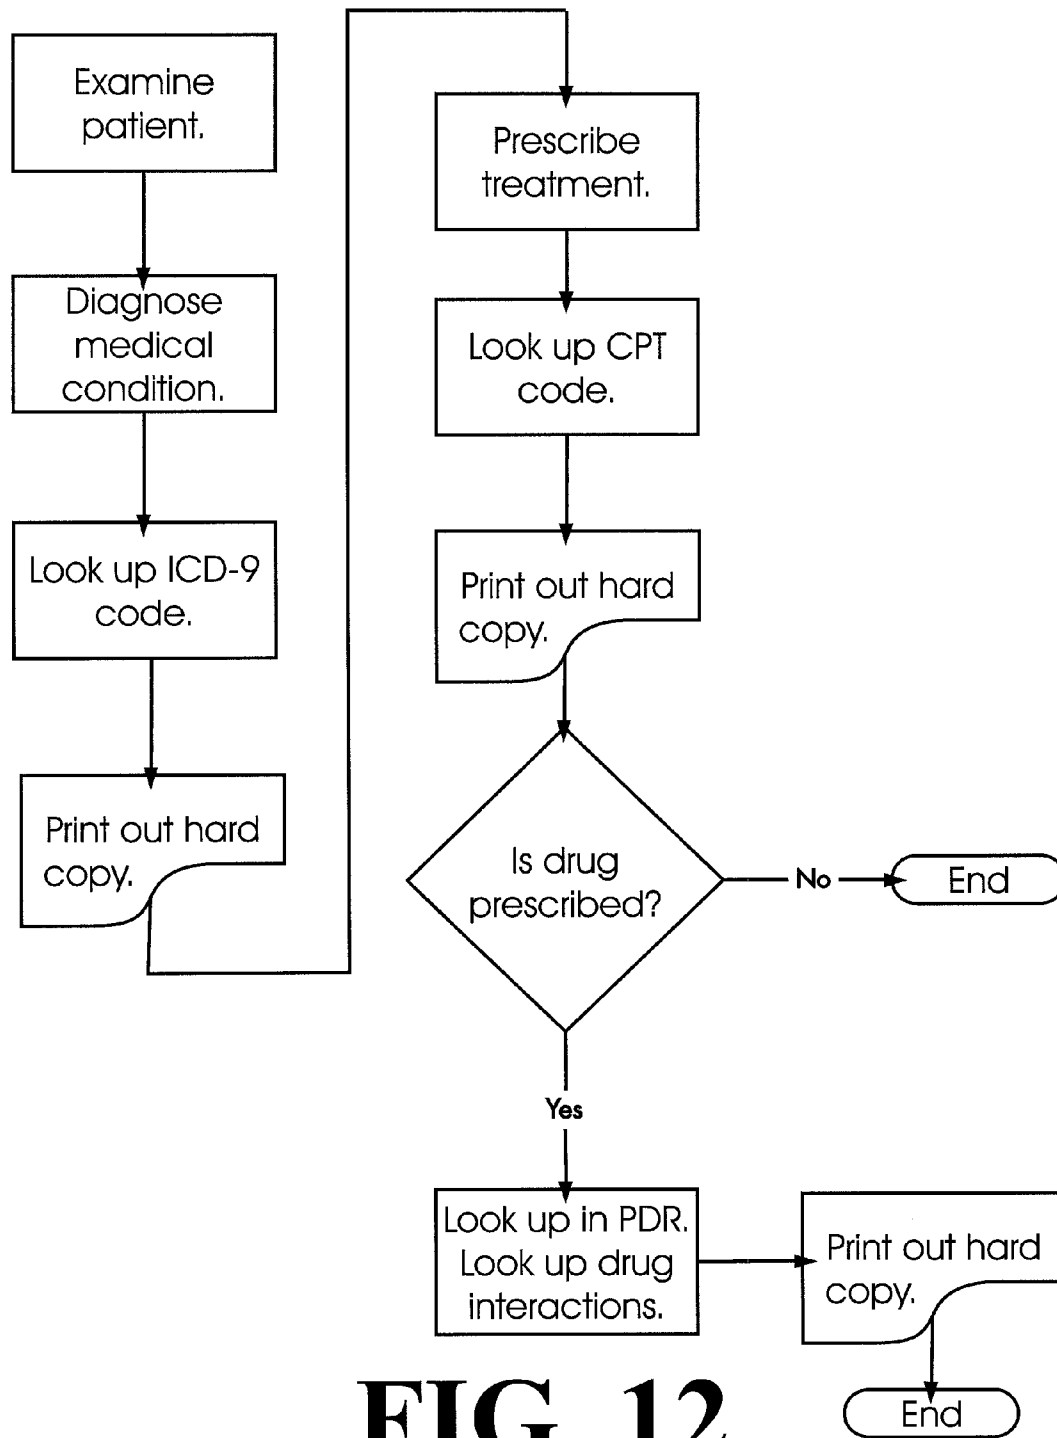 Examine
patient.
Diagnose
medical
condition.
Look up ICD-9
code.
Print out hard
copy.
Prescribe
treatment.
Look up CPT
code.
Print out hard
copy.
Is drug
prescribed?
No
End
Yes
Look up in PDR.
Look up drug
interactions.
Print out hard
copy.
End
FIG. 12